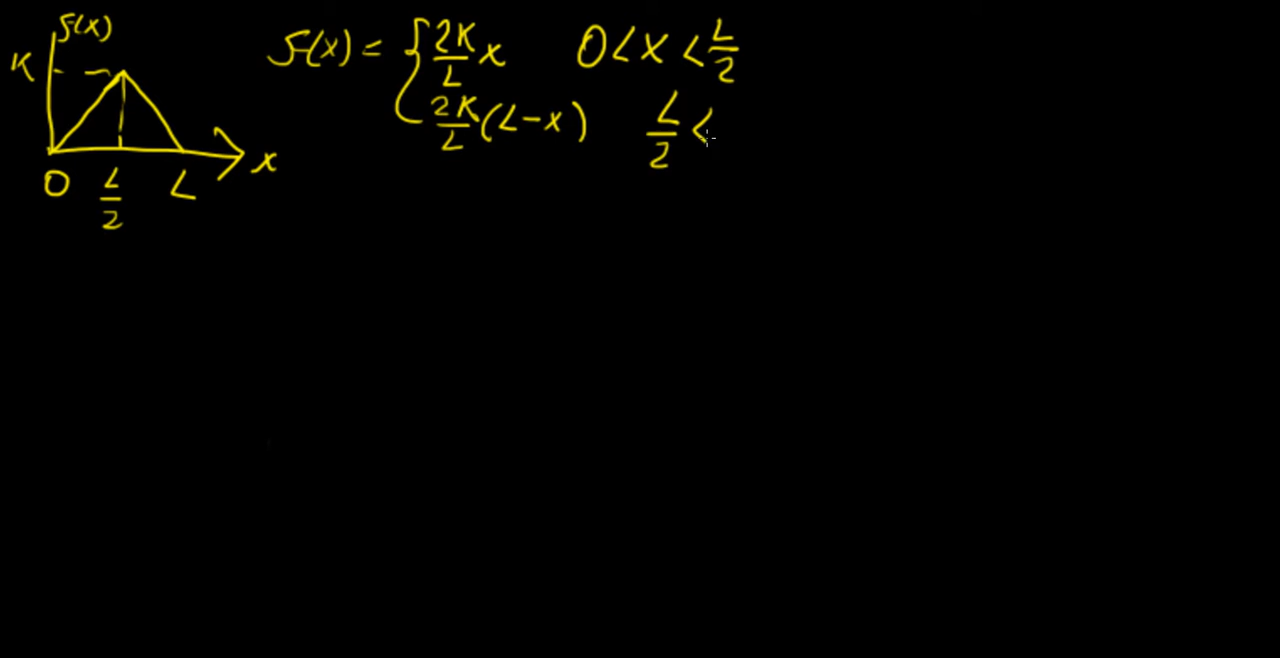 f(x)
K
0 L/2 L x
f(x) = { 2K/L x 0 < x < L/2
2K/L (L - x) L/2 <